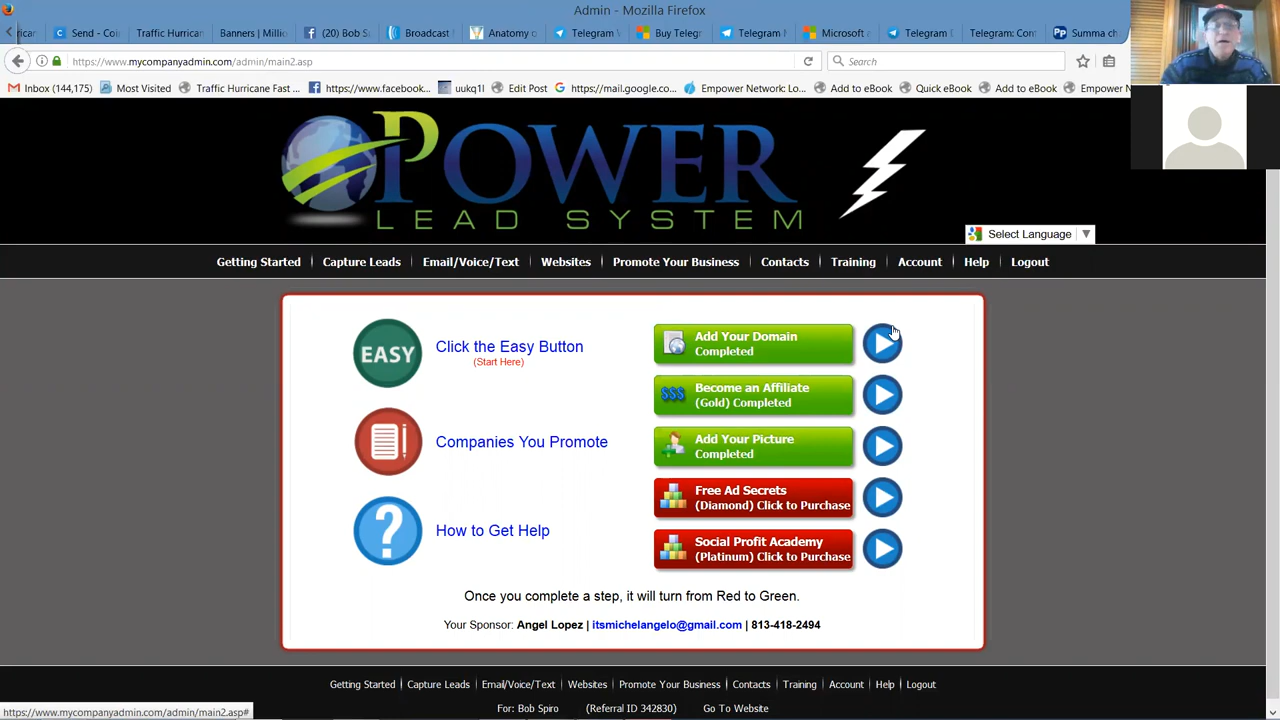 Admin - Mozilla Firefox
Send - Coi
Traffic Hurrican
Banners | Millio
(20) Bob S
Broadcast
Anatomy o
Telegram
Buy Telegr
Telegram
Microsoft
Telegram
Telegram: Con
Summa ch
https://www.mycompanyadmin.com/admin/main2.asp
Search
Inbox (144,175)
Most Visited
Traffic Hurricane Fast ...
https://www.facebook...
uukq1l
Edit Post
https://mail.google.co...
Empower Network: Lo...
Add to eBook
Quick eBook
Add to eBook
Empower N
POWER
LEAD SYSTEM
Select Language
Getting Started | Capture Leads | Email/Voice/Text | Websites | Promote Your Business | Contacts | Training | Account | Help | Logout
EASY
Click the Easy Button
(Start Here)
Companies You Promote
?
How to Get Help
Add Your Domain
Completed
$$$
Become an Affiliate
(Gold) Completed
Add Your Picture
Completed
Free Ad Secrets
(Diamond) Click to Purchase
Social Profit Academy
(Platinum) Click to Purchase
Once you complete a step, it will turn from Red to Green.
Your Sponsor: Angel Lopez | itsmichelangelo@gmail.com | 813-418-2494
Getting Started | Capture Leads | Email/Voice/Text | Websites | Promote Your Business | Contacts | Training | Account | Help | Logout
For: Bob Spiro (Referral ID 342830) Go To Website
https://www.mycompanyadmin.com/admin/main2.asp#